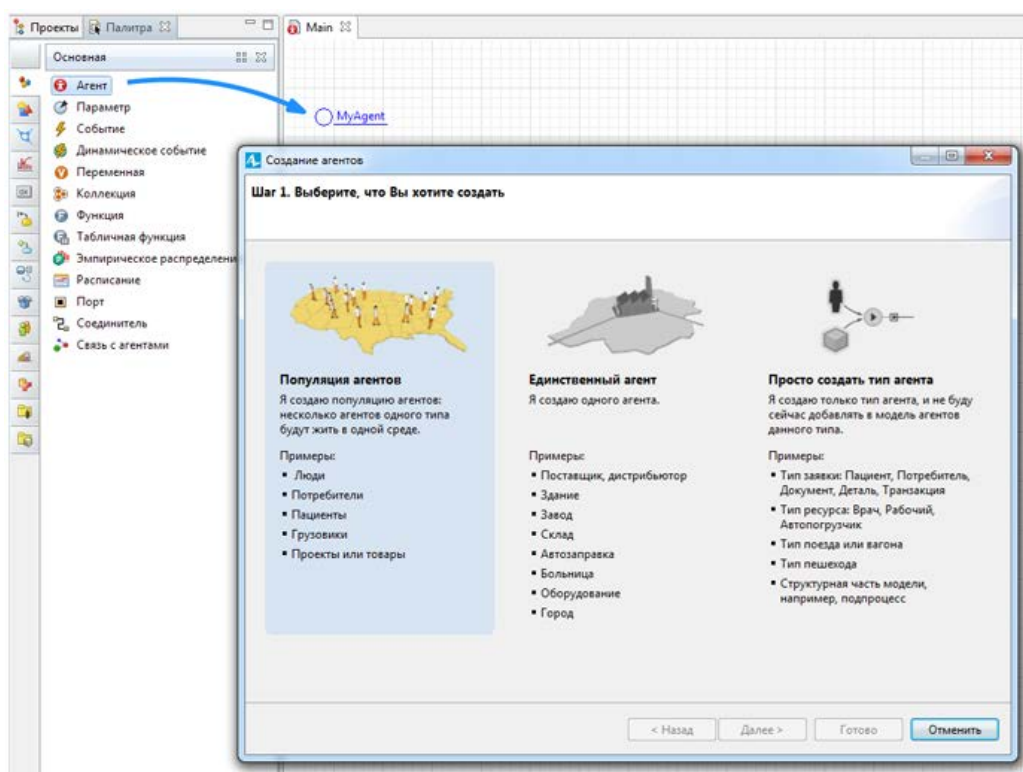 Проекты
Палитра
Main
Основная
Агент
Параметр
Событие
Динамическое событие
Переменная
Коллекция
Функция
Табличная функция
Эмпирическое распределени
Расписание
Порт
Соединитель
Связь с агентами
MyAgent
Создание агентов
Шаг 1. Выберите, что Вы хотите создать
Популяция агентов
Я создаю популяцию агентов:
несколько агентов одного типа
будут жить в одной среде.
Примеры:
▪ Люди
▪ Потребители
▪ Пациенты
▪ Грузовики
▪ Проекты или товары
Единственный агент
Я создаю одного агента.
Примеры:
▪ Поставщик, дистрибьютор
▪ Здание
▪ Завод
▪ Склад
▪ Автозаправка
▪ Больница
▪ Оборудование
▪ Город
Просто создать тип агента
Я создаю только тип агента, и не буду
сейчас добавлять в модель агентов
данного типа.
Примеры:
▪ Тип заявки: Пациент, Потребитель,
Документ, Деталь, Транзакция
▪ Тип ресурса: Врач, Рабочий,
Автопогрузчик
▪ Тип поезда или вагона
▪ Тип пешехода
▪ Структурная часть модели,
например, подпроцесс
< Назад
Далее >
Готово
Отменить